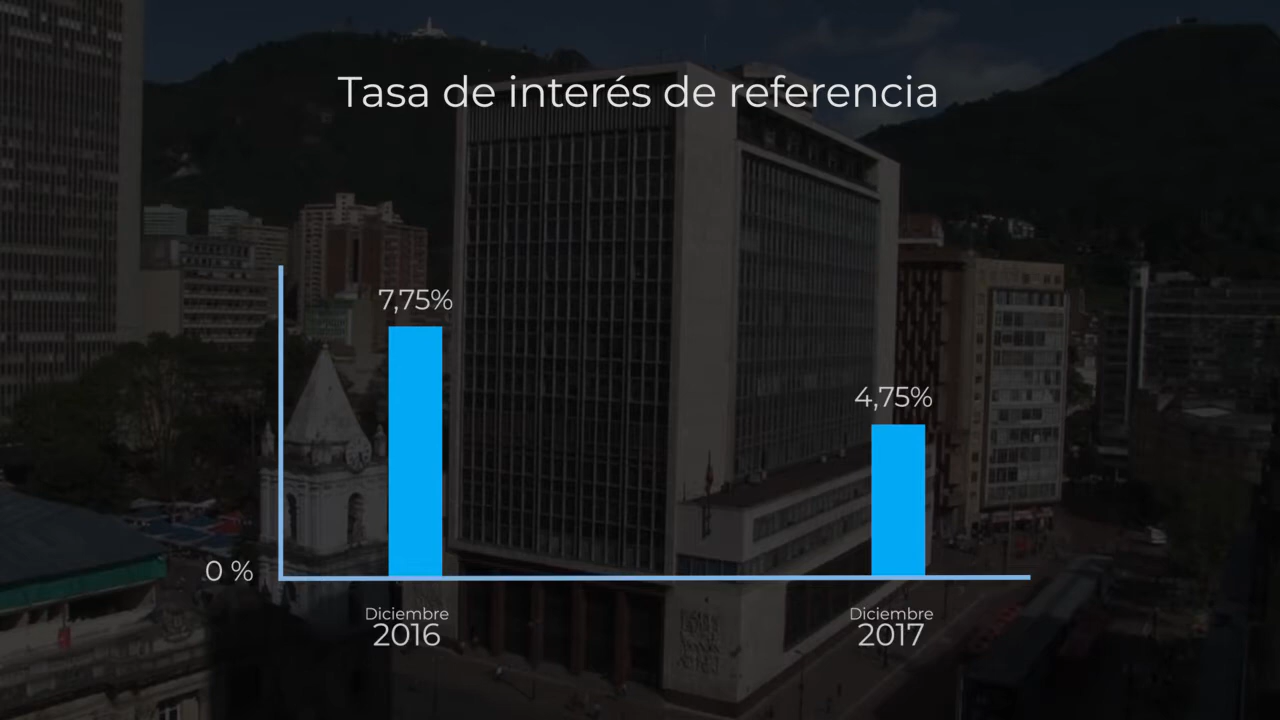 Tasa de interés de referencia
7,75%
4,75%
0 %
Diciembre
2016
Diciembre
2017